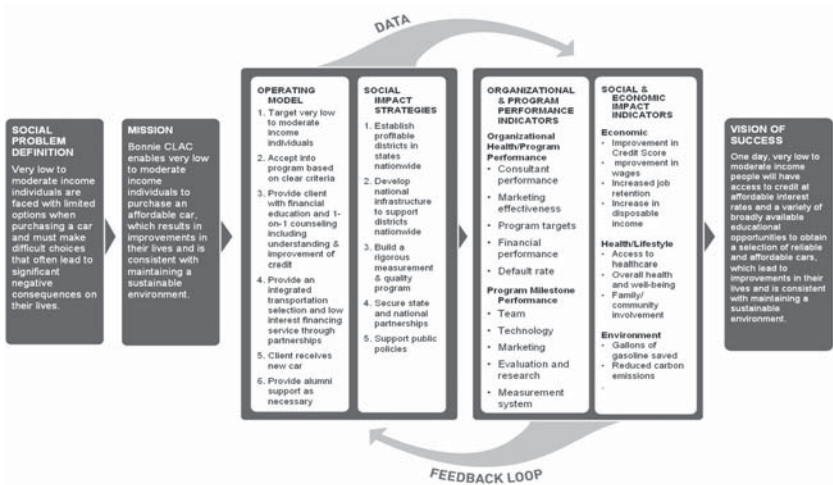 DATA
SOCIAL
PROBLEM
DEFINITION
Very low to
moderate income
individuals are
faced with limited
options when
purchasing a car
and must make
difficult choices
that often lead to
significant
negative
consequences on
their lives.
MISSION
Bonnie CLAC
enables very low
to moderate
income
individuals to
purchase an
affordable car,
which results in
improvements in
their lives and is
consistent with
maintaining a
sustainable
environment.
OPERATING
MODEL
1. Target very low
to moderate
income
individuals
2. Accept into
program based
on clear criteria
3. Provide client
with financial
education and 1-
on-1 counseling
including
understanding &
improvement of
credit
4. Provide an
integrated
transportation
selection and low
interest financing
service through
partnerships
5. Client receives
new car
6. Provide alumni
support as
necessary
SOCIAL
IMPACT
STRATEGIES
1. Establish
profitable
districts in
states
nationwide
2. Develop
national
infrastructure
to support
districts
nationwide
3. Build a
rigorous
measurement
& quality
program
4. Secure state
and national
partnerships
5. Support public
policies
ORGANIZATIONAL
& PROGRAM
PERFORMANCE
INDICATORS
Organizational
Health/Program
Performance
• Consultant
performance
• Marketing
effectiveness
• Program targets
• Financial
performance
• Default rate
Program Milestone
Performance
• Team
• Technology
• Marketing
• Evaluation and
research
• Measurement
system
SOCIAL &
ECONOMIC
IMPACT
INDICATORS
Economic
• Improvement in
Credit Score
• Improvement in
wages
• Increased job
retention
• Increase in
disposable
income
Health/Lifestyle
• Access to
healthcare
• Overall health
and well-being
• Family/
community
involvement
Environment
• Gallons of
gasoline saved
• Reduced carbon
emissions
VISION OF
SUCCESS
One day, very low to
moderate income
people will have
access to credit at
affordable interest
rates and a variety of
broadly available
educational
opportunities to obtain
a selection of reliable
and affordable cars,
which lead to
improvements in their
lives and is consistent
with maintaining a
sustainable
environment.
FEEDBACK LOOP